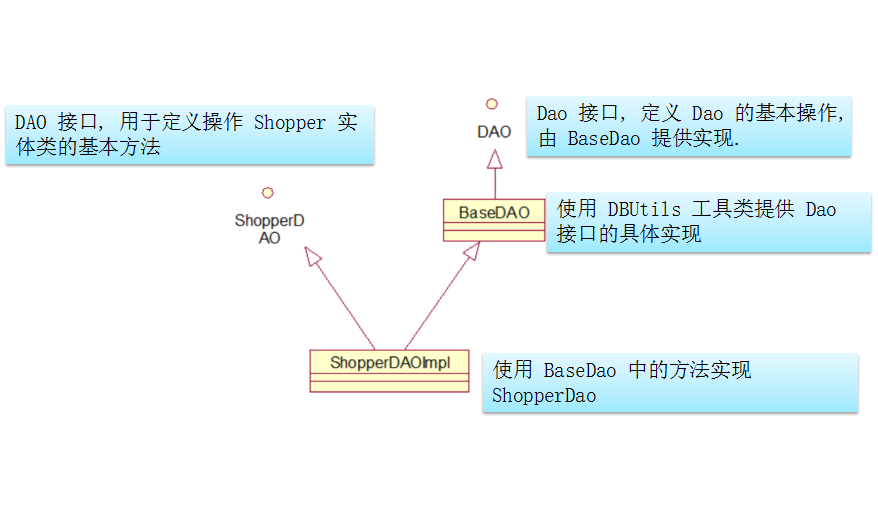 DAO 接口, 用于定义操作 Shopper 实
体类的基本方法
DAO
Dao 接口, 定义 Dao 的基本操作,
由 BaseDao 提供实现.
ShopperD
AO
BaseDAO
使用 DBUtils 工具类提供 Dao
接口的具体实现
ShopperDAOImpl
使用 BaseDao 中的方法实现
ShopperDao